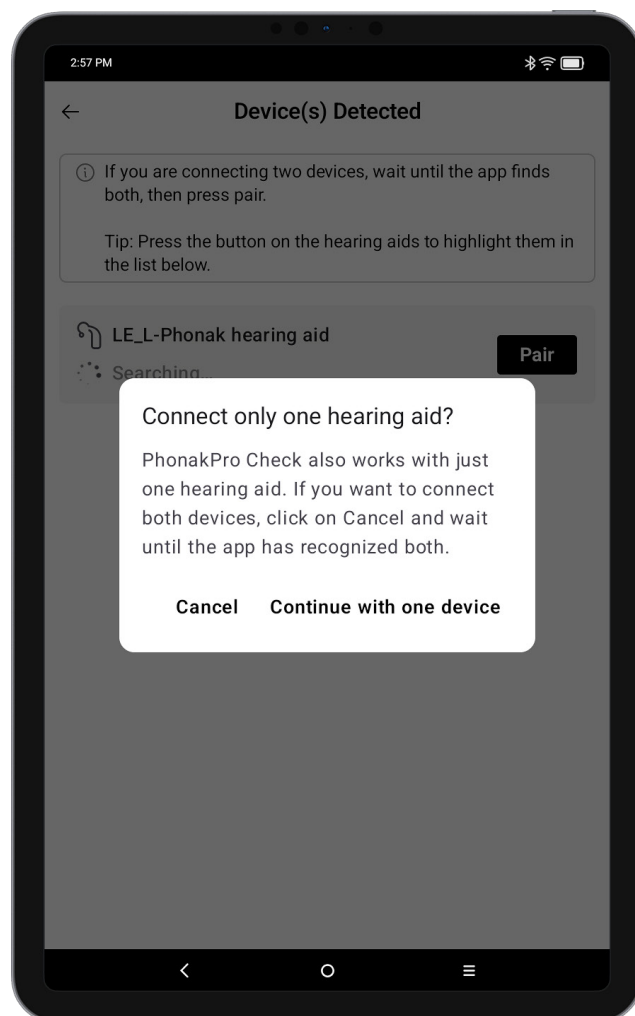 2:57 PM
Device(s) Detected
If you are connecting two devices, wait until the app finds
both, then press pair.
Tip: Press the button on the hearing aids to highlight them in
the list below.
LE_L-Phonak hearing aid
Pair
Searching...
Connect only one hearing aid?
PhonakPro Check also works with just
one hearing aid. If you want to connect
both devices, click on Cancel and wait
until the app has recognized both.
Cancel Continue with one device